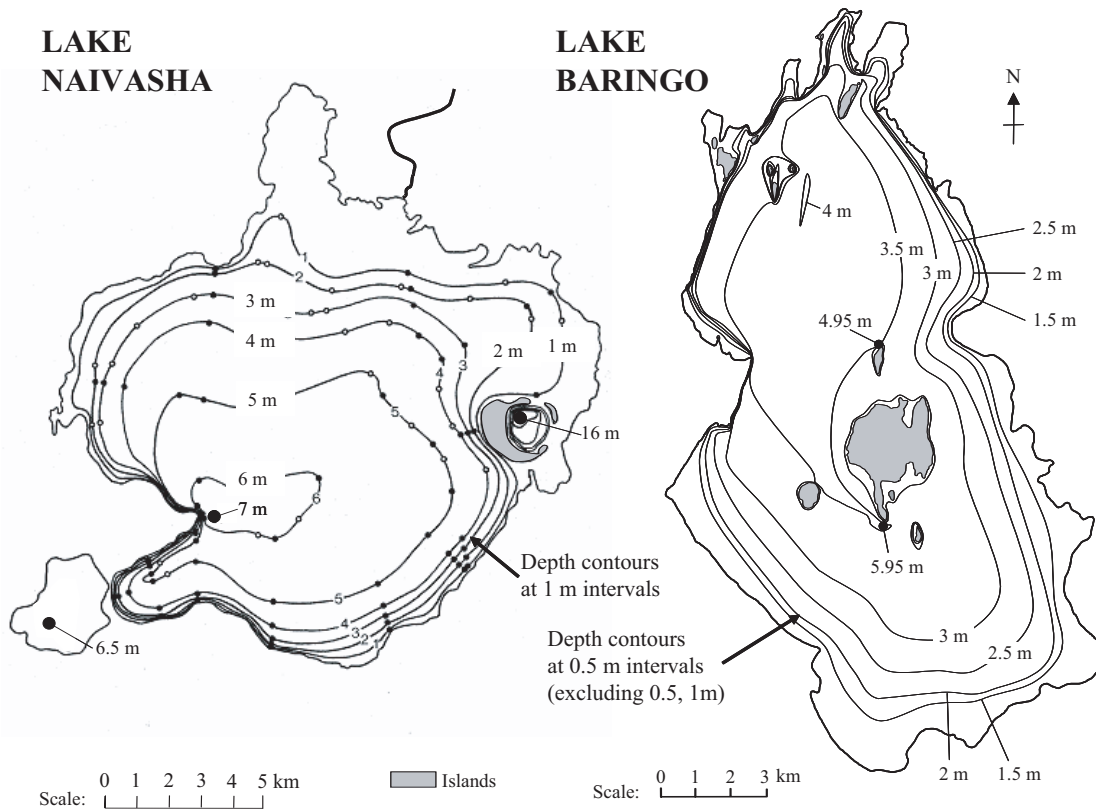 LAKE
NAIVASHA
1
2
3 m
4 m
3
4
2 m
1 m
5 m
5
16 m
6 m
6
7 m
6.5 m
5
4
3
2
1
Depth contours
at 1 m intervals
Scale:
0 1 2 3 4 5 km
Islands
LAKE
BARINGO
N
4 m
3.5 m
2.5 m
3 m
2 m
1.5 m
4.95 m
5.95 m
Depth contours
at 0.5 m intervals
(excluding 0.5, 1m)
3 m
2.5 m
2 m
1.5 m
Scale:
0 1 2 3 km